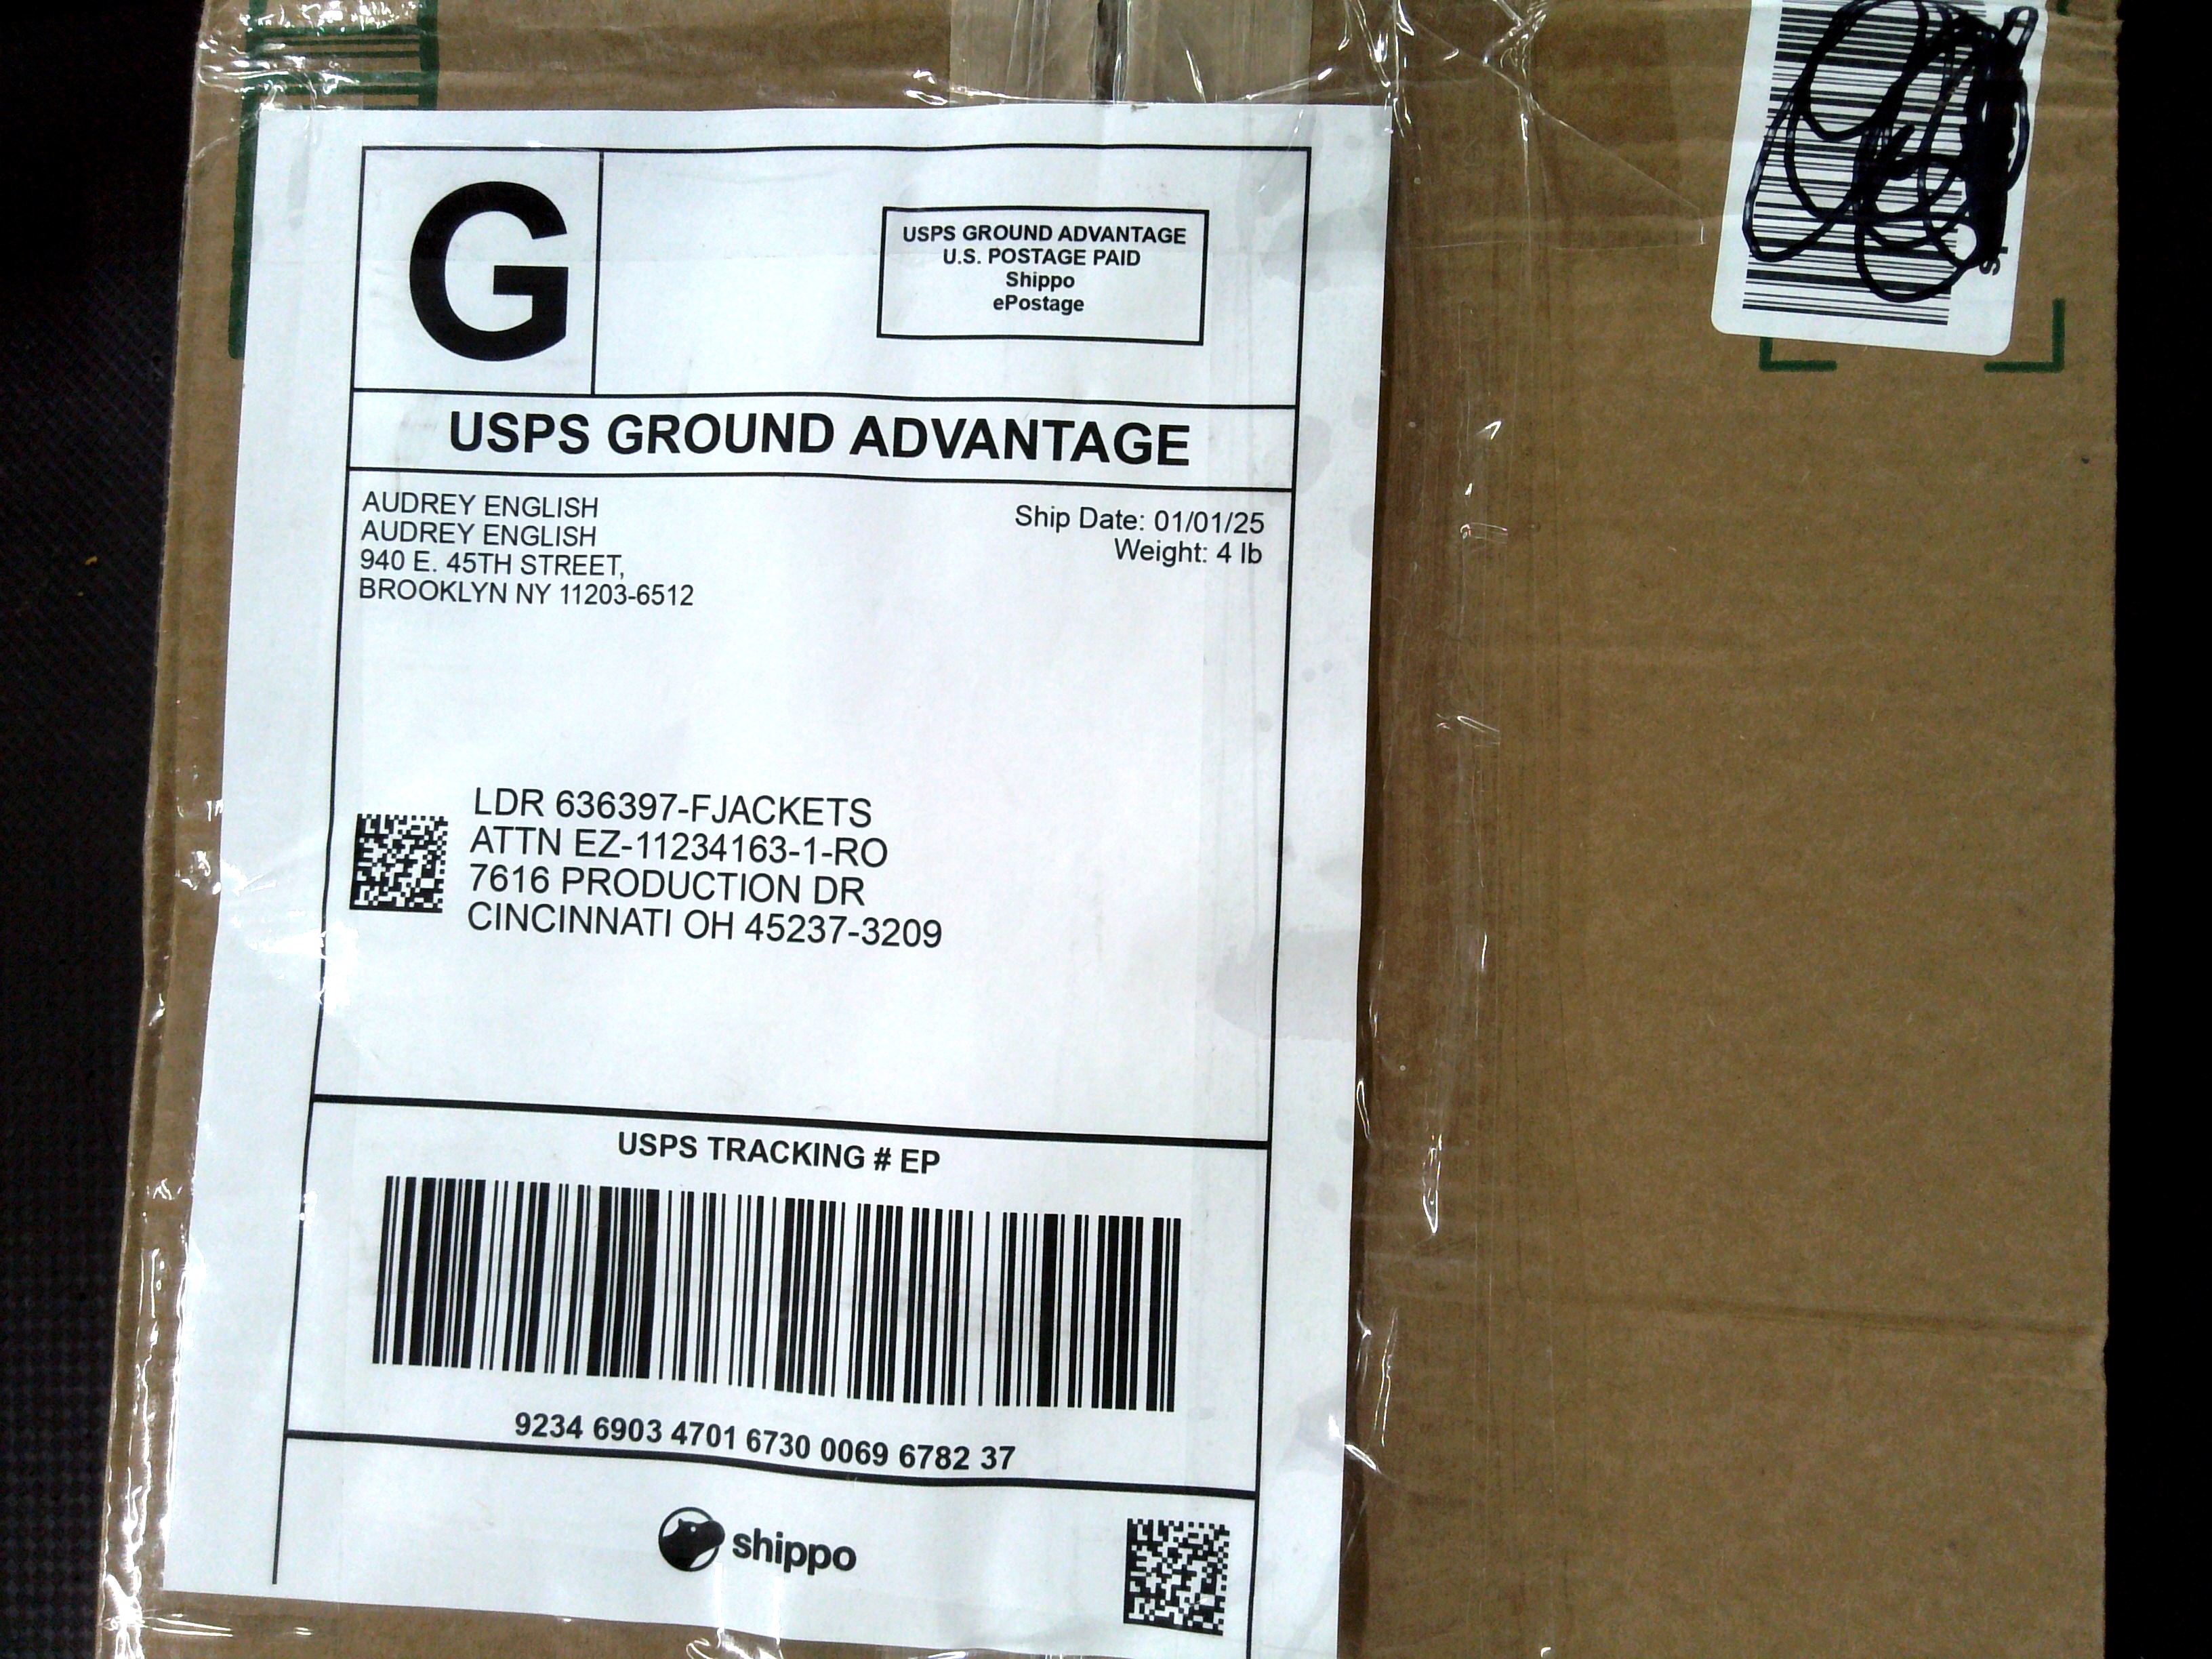 G
USPS GROUND ADVANTAGE
U.S. POSTAGE PAID
Shippo
ePostage
USPS GROUND ADVANTAGE
AUDREY ENGLISH
AUDREY ENGLISH
940 E. 45TH STREET,
BROOKLYN NY 11203-6512
Ship Date: 01/01/25
Weight: 4 lb
LDR 636397-FJACKETS
ATTN EZ-11234163-1-RO
7616 PRODUCTION DR
CINCINNATI OH 45237-3209
USPS TRACKING # EP
9234 6903 4701 6730 0069 6782 37
shippo